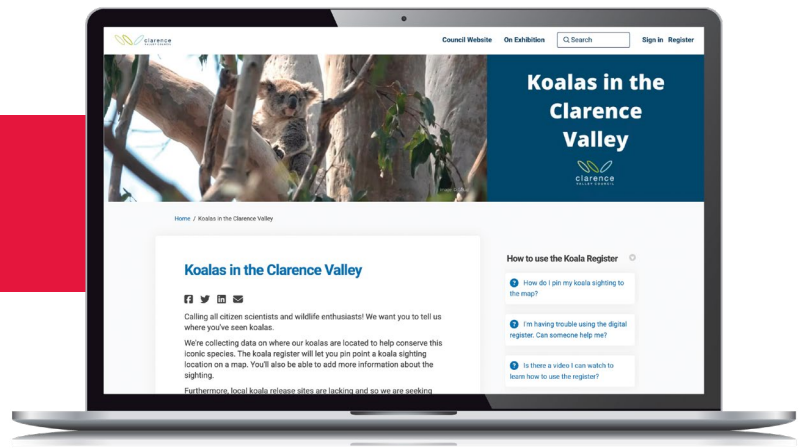 clarence
VALLEY COUNCIL
Council Website On Exhibition Search Sign in Register
Koalas in the
Clarence
Valley
clarence
VALLEY COUNCIL
Home / Koalas in the Clarence Valley
Koalas in the Clarence Valley
Calling all citizen scientists and wildlife enthusiasts! We want you to tell us
where you've seen koalas.
We're collecting data on where our koalas are located to help conserve this
iconic species. The koala register will let you pin point a koala sighting
location on a map. You'll also be able to add more information about the
sighting.
Furthermore, local koala release sites are lacking and so we are seeking
How to use the Koala Register
How do I pin my koala sighting to
the map?
I'm having trouble using the digital
register. Can someone help me?
Is there a video I can watch to
learn how to use the register?